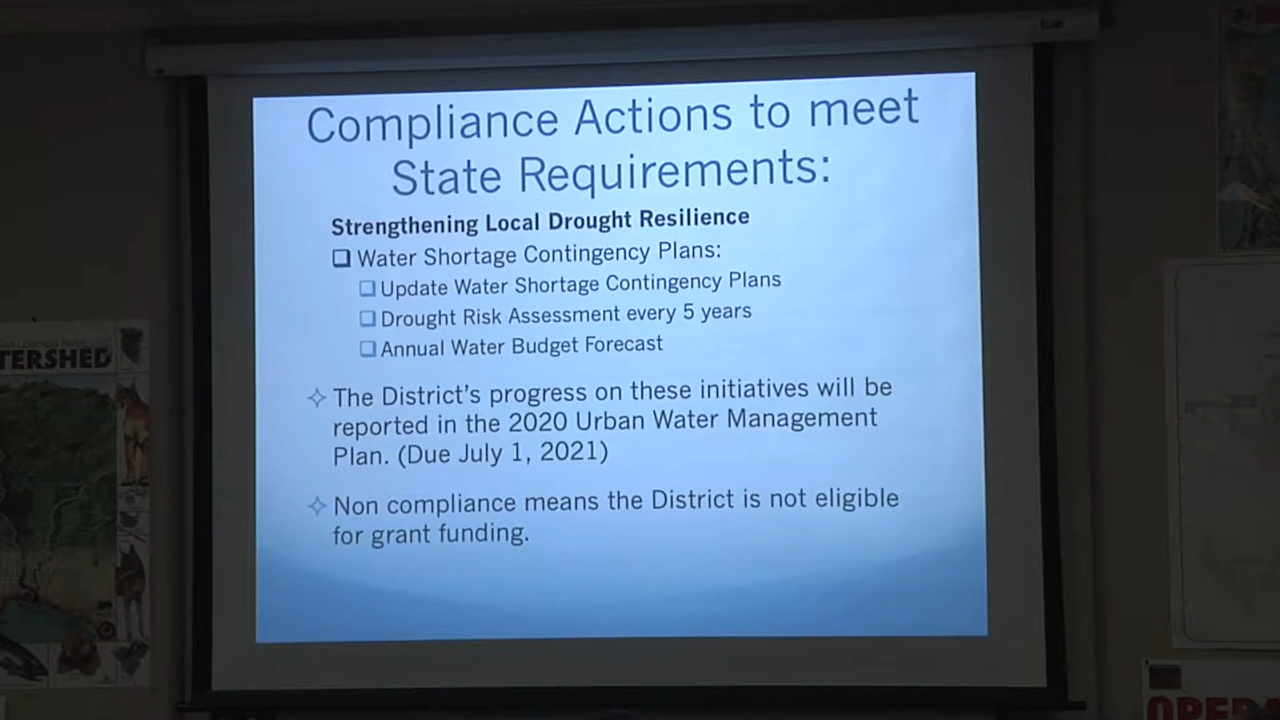 Compliance Actions to meet
State Requirements:
Strengthening Local Drought Resilience
Water Shortage Contingency Plans:
Update Water Shortage Contingency Plans
Drought Risk Assessment every 5 years
Annual Water Budget Forecast
The District's progress on these initiatives will be
reported in the 2020 Urban Water Management
Plan. (Due July 1, 2021)
Non compliance means the District is not eligible
for grant funding.
TERSHED